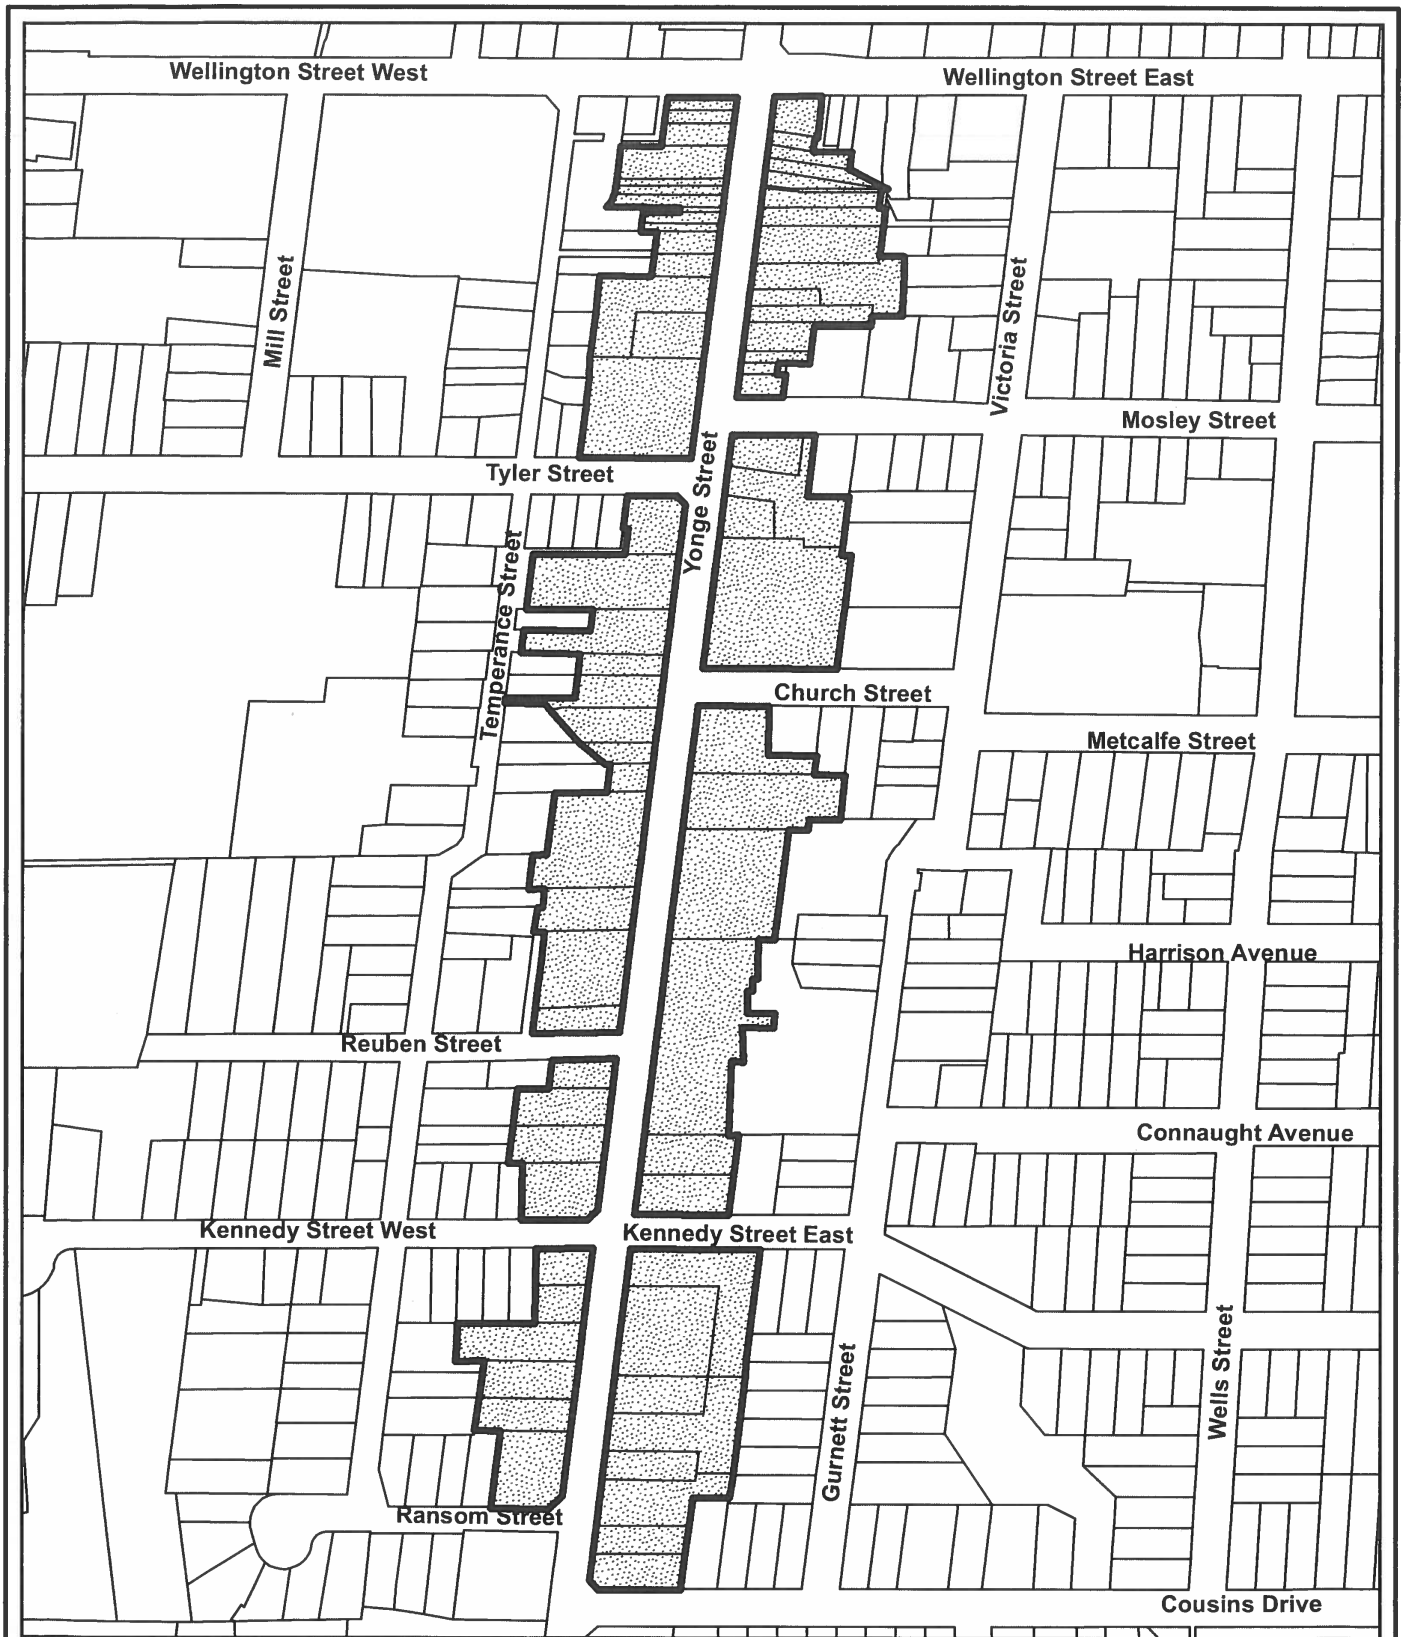 Wellington Street West
Wellington Street East
Mill Street
Victoria Street
Mosley Street
Tyler Street
Yonge Street
Temperance Street
Church Street
Metcalfe Street
Harrison Avenue
Reuben Street
Connaught Avenue
Kennedy Street West
Kennedy Street East
Wells Street
Gurnett Street
Ransom Street
Cousins Drive